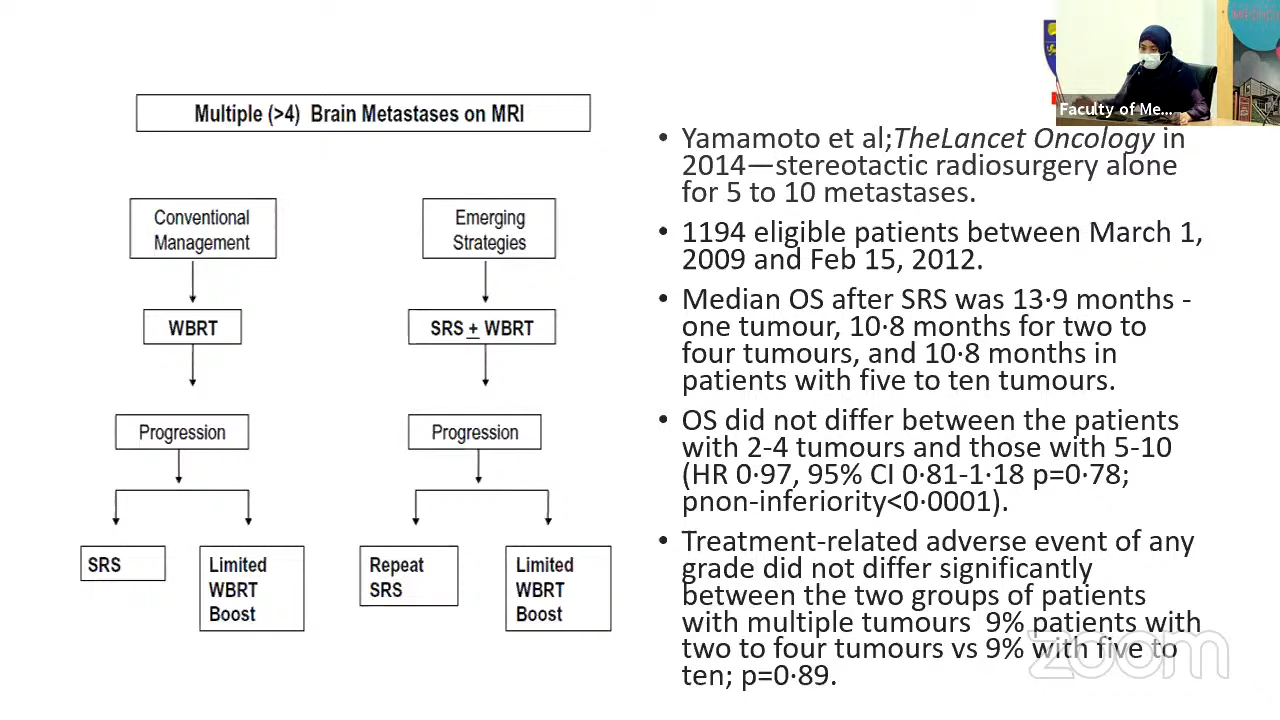 MEDICI
Faculty of Me...
Multiple (>4) Brain Metastases on MRI
Conventional
Management
Emerging
Strategies
WBRT
SRS + WBRT
Progression
Progression
SRS
Limited
WBRT
Boost
Repeat
SRS
Limited
WBRT
Boost
• Yamamoto et al;TheLancet Oncology in
2014—stereotactic radiosurgery alone
for 5 to 10 metastases.
• 1194 eligible patients between March 1,
2009 and Feb 15, 2012.
• Median OS after SRS was 13·9 months -
one tumour, 10·8 months for two to
four tumours, and 10·8 months in
patients with five to ten tumours.
• OS did not differ between the patients
with 2-4 tumours and those with 5-10
(HR 0·97, 95% CI 0·81-1·18 p=0·78;
pnon-inferiority<0·0001).
• Treatment-related adverse event of any
grade did not differ significantly
between the two groups of patients
with multiple tumours 9% patients with
two to four tumours vs 9% with five to
ten; p=0·89.
zoom